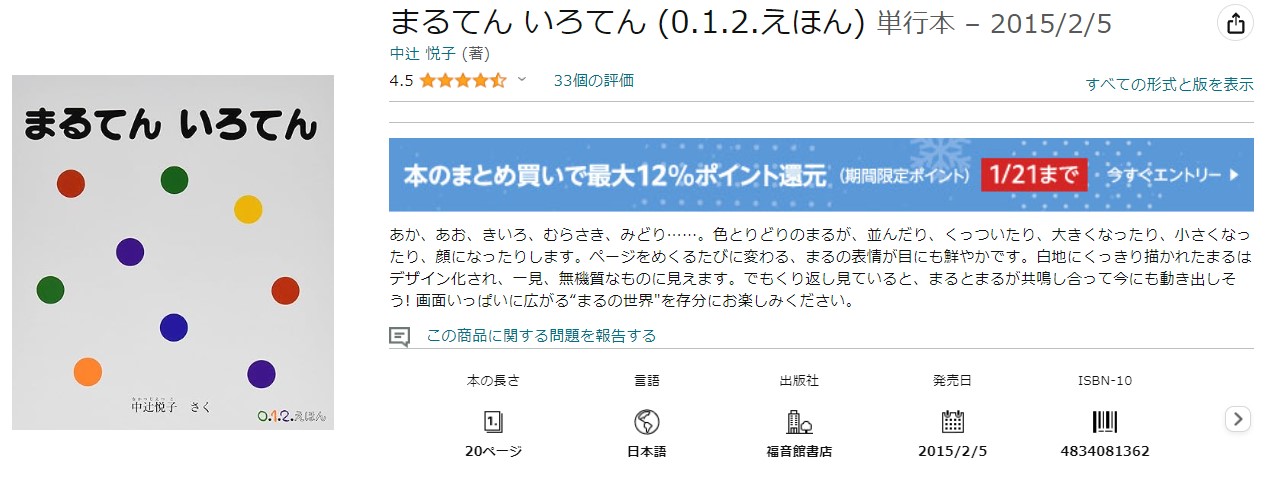 まるてん いろてん (0.1.2.えほん) 単行本 – 2015/2/5
中辻 悦子 (著)
4.5
33個の評価
すべての形式と版を表示
まるてん いろてん
なかつじえつこ
中辻悦子 さく
0.1.2.えほん
本のまとめ買いで最大12%ポイント還元 (期間限定ポイント) 1/21まで 今すぐエントリー
あか、あお、きいろ、むらさき、みどり……。色とりどりのまるが、並んだり、くっついたり、大きくなったり、小さくなっ
たり、顔になったりします。ページをめくるたびに変わる、まるの表情が目にも鮮やかです。白地にくっきり描かれたまるは
デザイン化され、一見、無機質なものに見えます。でもくり返し見ていると、まるとまるが共鳴し合って今にも動き出しそ
う! 画面いっぱいに広がる“まるの世界"を存分にお楽しみください。
この商品に関する問題を報告する
本の長さ
言語
出版社
発売日
ISBN-10
1.
20ページ
日本語
福音館書店
2015/2/5
4834081362